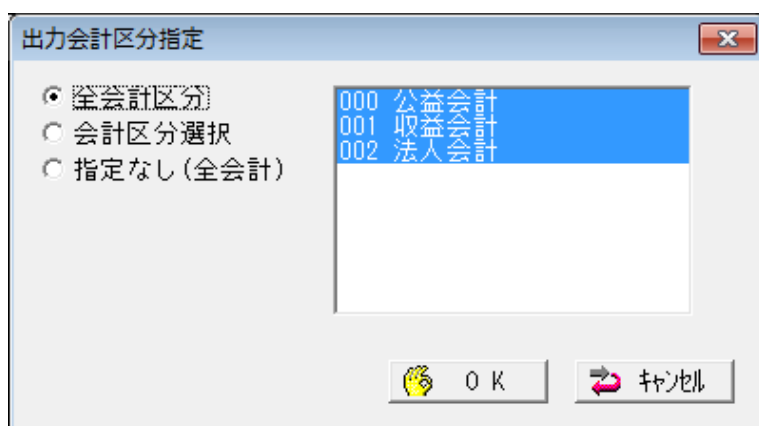 出力会計区分指定
全会計区分
会計区分選択
指定なし(全会計)
000 公益会計
001 収益会計
002 法人会計
OK
ｷｬﾝｾﾙ